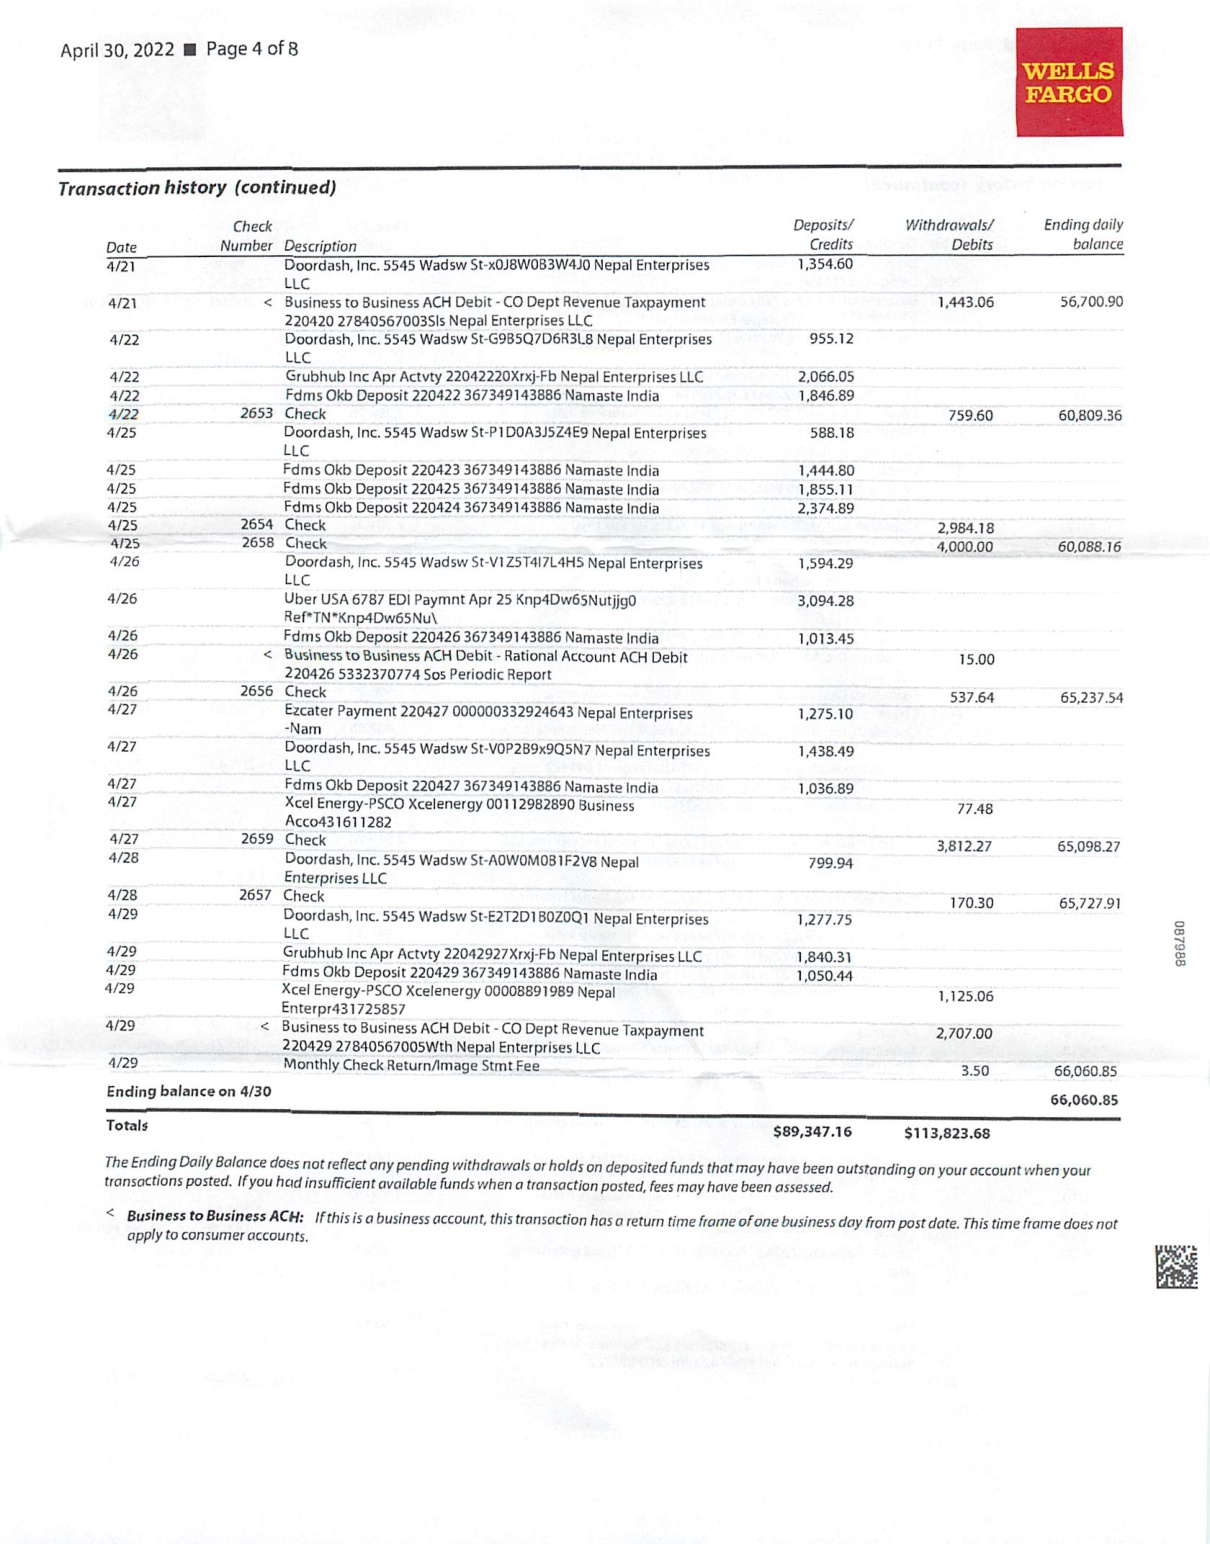 April 30, 2022 ■ Page 4 of 8
WELLS
FARGO
Transaction history (continued)
Check Deposits/ Withdrawals/ Ending daily
Date Number Description Credits Debits balance
4/21 Doordash, Inc. 5545 Wadsw St-x0J8W0B3W4J0 Nepal Enterprises 1,354.60
LLC
4/21 < Business to Business ACH Debit - CO Dept Revenue Taxpayment 1,443.06 56,700.90
220420 27840567003Sls Nepal Enterprises LLC
4/22 Doordash, Inc. 5545 Wadsw St-G9B5Q7D6R3L8 Nepal Enterprises 955.12
LLC
4/22 Grubhub Inc Apr Actvty 22042220Xrxj-Fb Nepal Enterprises LLC 2,066.05
4/22 Fdms Okb Deposit 220422 367349143886 Namaste India 1,846.89
4/22 2653 Check 759.60 60,809.36
4/25 Doordash, Inc. 5545 Wadsw St-P1D0A3J5Z4E9 Nepal Enterprises 588.18
LLC
4/25 Fdms Okb Deposit 220423 367349143886 Namaste India 1,444.80
4/25 Fdms Okb Deposit 220425 367349143886 Namaste India 1,855.11
4/25 Fdms Okb Deposit 220424 367349143886 Namaste India 2,374.89
4/25 2654 Check 2,984.18
4/25 2658 Check 4,000.00 60,088.16
4/26 Doordash, Inc. 5545 Wadsw St-V1Z5T4I7L4H5 Nepal Enterprises 1,594.29
LLC
4/26 Uber USA 6787 EDI Paymnt Apr 25 Knp4Dw65Nutjjg0 3,094.28
Ref*TN*Knp4Dw65Nu\
4/26 Fdms Okb Deposit 220426 367349143886 Namaste India 1,013.45
4/26 < Business to Business ACH Debit - Rational Account ACH Debit 15.00
220426 5332370774 Sos Periodic Report
4/26 2656 Check 537.64 65,237.54
4/27 Ezcater Payment 220427 000000332924643 Nepal Enterprises 1,275.10
-Nam
4/27 Doordash, Inc. 5545 Wadsw St-V0P2B9x9Q5N7 Nepal Enterprises 1,438.49
LLC
4/27 Fdms Okb Deposit 220427 367349143886 Namaste India 1,036.89
4/27 Xcel Energy-PSCO Xcelenergy 00112982890 Business 77.48
Acco431611282
4/27 2659 Check 3,812.27 65,098.27
4/28 Doordash, Inc. 5545 Wadsw St-A0W0M0B1F2V8 Nepal 799.94
Enterprises LLC
4/28 2657 Check 170.30 65,727.91
4/29 Doordash, Inc. 5545 Wadsw St-E2T2D1B0Z0Q1 Nepal Enterprises 1,277.75
LLC
4/29 Grubhub Inc Apr Actvty 22042927Xrxj-Fb Nepal Enterprises LLC 1,840.31
4/29 Fdms Okb Deposit 220429 367349143886 Namaste India 1,050.44
4/29 Xcel Energy-PSCO Xcelenergy 00008891989 Nepal 1,125.06
Enterpr431725857
4/29 < Business to Business ACH Debit - CO Dept Revenue Taxpayment 2,707.00
220429 27840567005Wth Nepal Enterprises LLC
4/29 Monthly Check Return/Image Stmt Fee 3.50 66,060.85
Ending balance on 4/30 66,060.85
Totals $89,347.16 $113,823.68
The Ending Daily Balance does not reflect any pending withdrawals or holds on deposited funds that may have been outstanding on your account when your
transactions posted. If you had insufficient available funds when a transaction posted, fees may have been assessed.
< Business to Business ACH: If this is a business account, this transaction has a return time frame of one business day from post date. This time frame does not
apply to consumer accounts.
087988